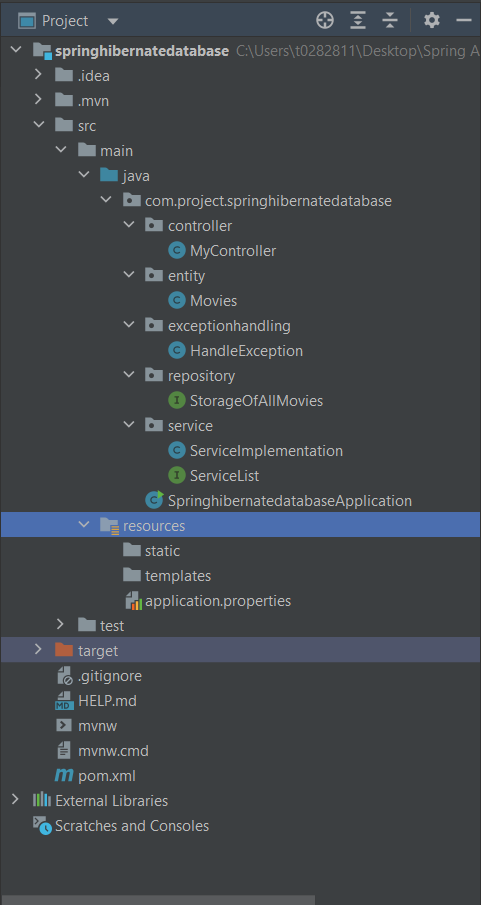 Project
springhibernatedatabase C:\Users\t0282811\Desktop\Spring A
.idea
.mvn
src
main
java
com.project.springhibernatedatabase
controller
C MyController
entity
C Movies
exceptionhandling
C HandleException
repository
I StorageOfAllMovies
service
C ServiceImplementation
I ServiceList
C SpringhibernatedatabaseApplication
resources
static
templates
application.properties
test
target
.gitignore
MD HELP.md
mvnw
mvnw.cmd
m pom.xml
External Libraries
Scratches and Consoles